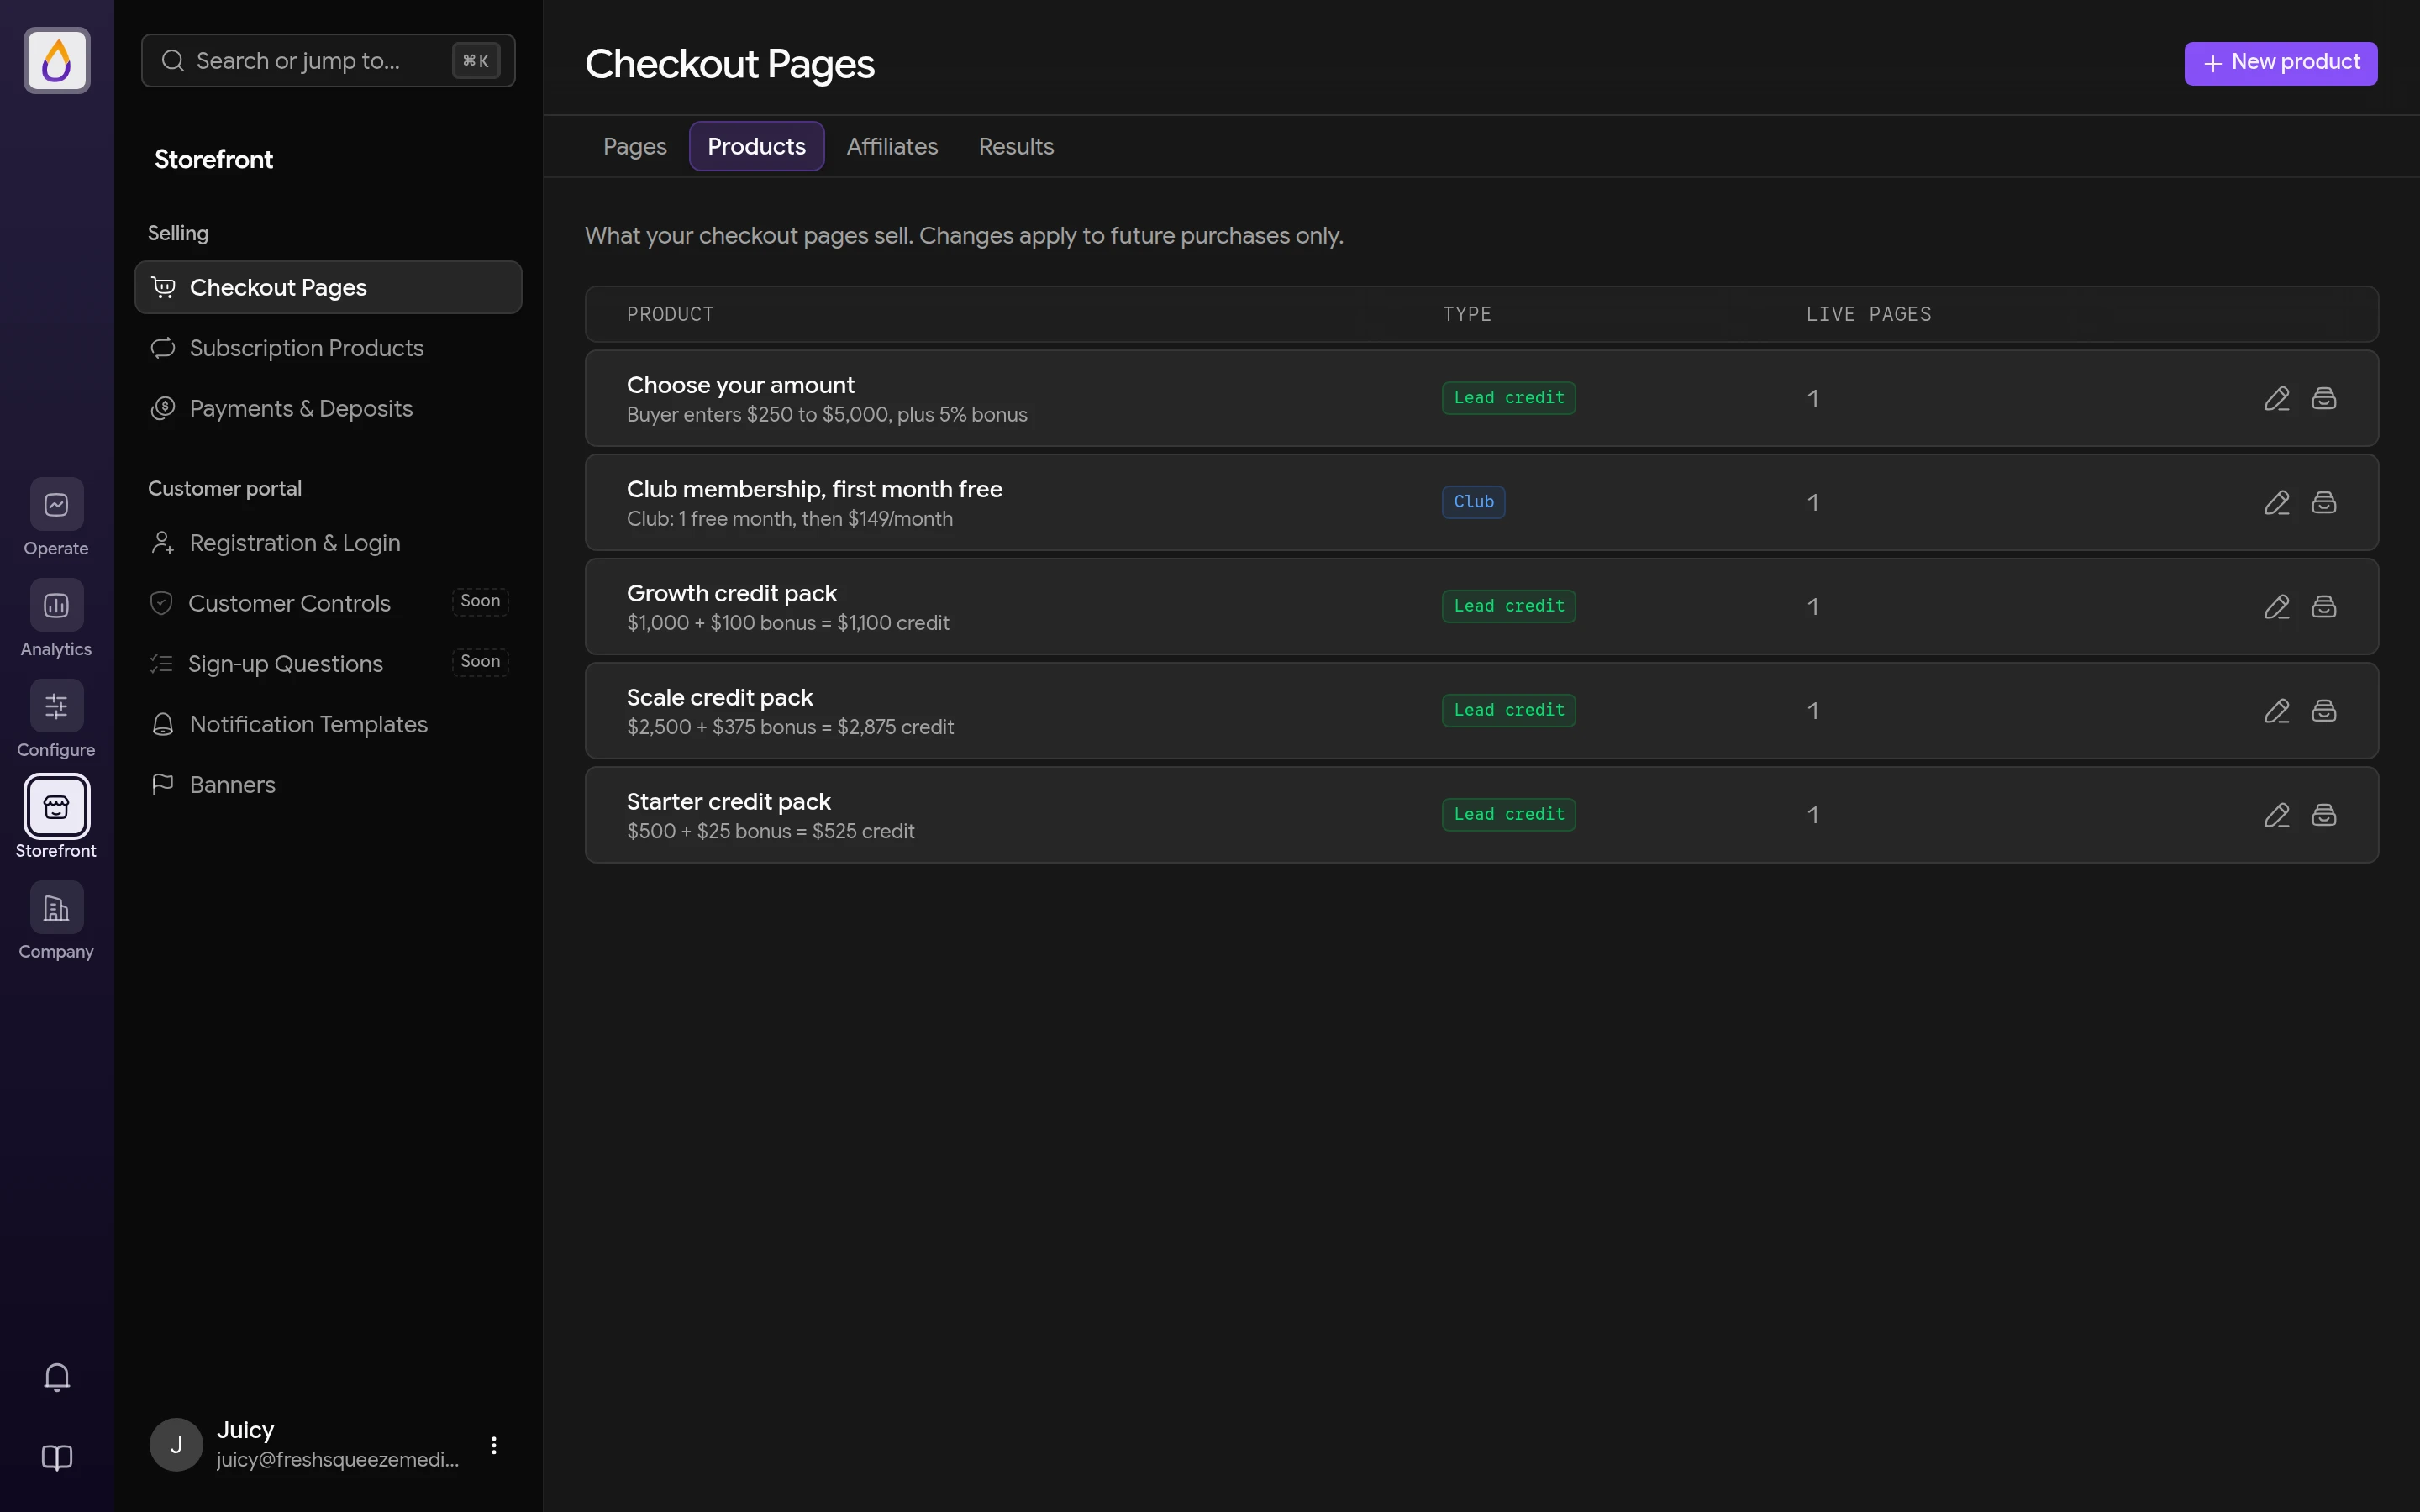 Search or jump to...
⌘K
Storefront
Selling
Checkout Pages
Subscription Products
Payments & Deposits
Customer portal
Registration & Login
Customer Controls
Soon
Sign-up Questions
Soon
Notification Templates
Banners
Operate
Analytics
Configure
Storefront
Company
J
Juicy
juicy@freshsqueezemedi...
Checkout Pages
New product
Pages
Products
Affiliates
Results
What your checkout pages sell. Changes apply to future purchases only.
PRODUCT
TYPE
LIVE PAGES
Choose your amount
Buyer enters $250 to $5,000, plus 5% bonus
Lead credit
1
Club membership, first month free
Club: 1 free month, then $149/month
Club
1
Growth credit pack
$1,000 + $100 bonus = $1,100 credit
Lead credit
1
Scale credit pack
$2,500 + $375 bonus = $2,875 credit
Lead credit
1
Starter credit pack
$500 + $25 bonus = $525 credit
Lead credit
1